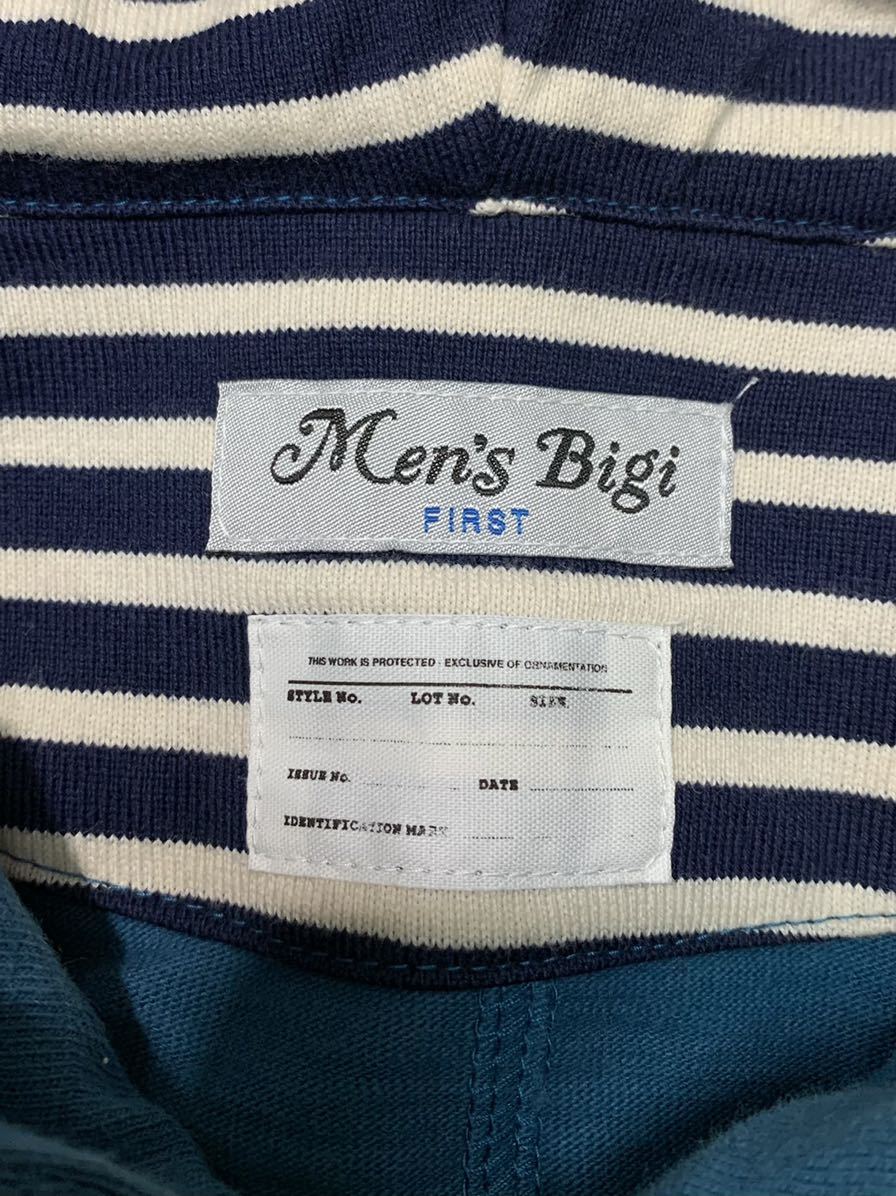 Men's Bigi
FIRST
THIS WORK IS PROTECTED - EXCLUSIVE OF ORNAMENTATION
STYLE No. LOT No. SIZE
ISSUE No. DATE
IDENTIFICATION MARK